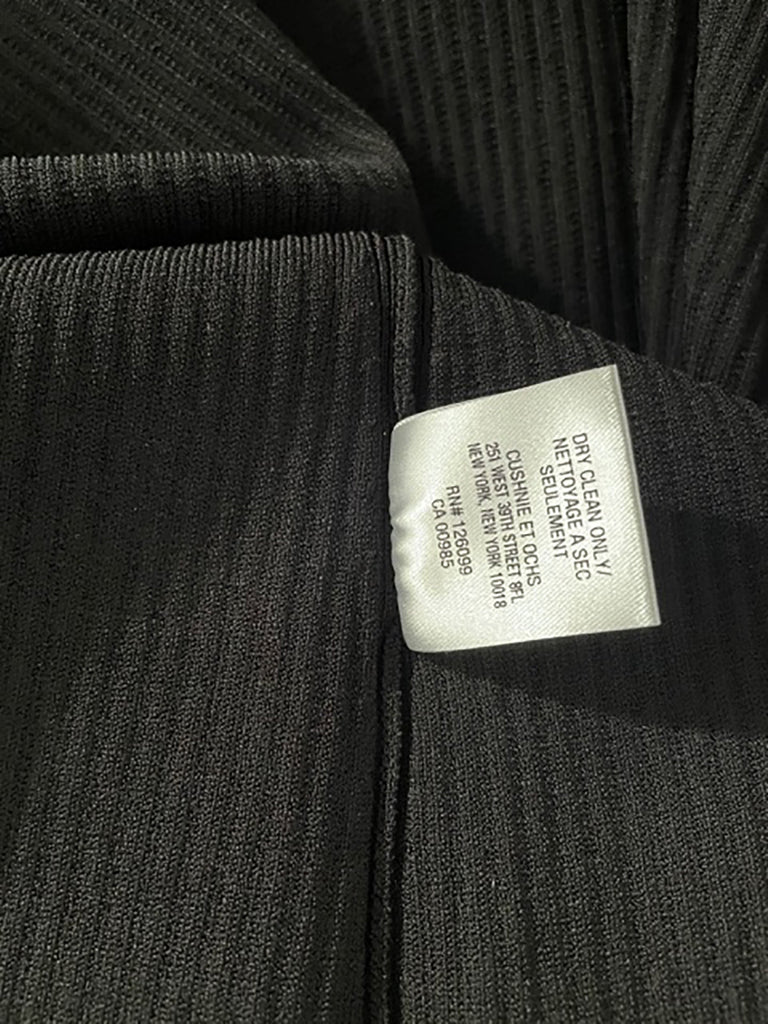 DRY CLEAN ONLY/
NETTOYAGE A SEC
SEULEMENT
CUSHNIE ET OCHS
251 WEST 39TH STREET 8FL
NEW YORK, NEW YORK 10018
RN# 126099
CA 00985